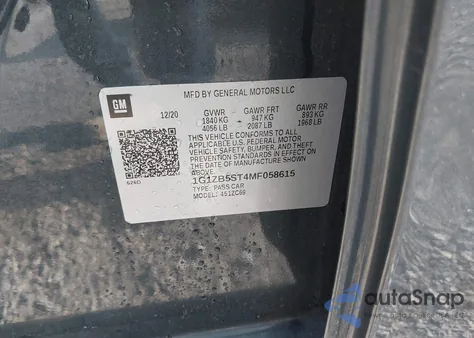 MFD BY GENERAL MOTORS LLC
GM
12/20 GVWR GAWR FRT GAWR RR
1840 KG 947 KG 893 KG
4056 LB 2087 LB 1968 LB
THIS VEHICLE CONFORMS TO ALL
APPLICABLE U.S. FEDERAL MOTOR
VEHICLE SAFETY, BUMPER, AND THEFT
PREVENTION STANDARDS IN EFFECT
ON THE DATE OF MANUFACTURE
SHOWN ABOVE.
1G1ZB5ST4MF058615
TYPE: PASS CAR
MODEL: 4S1ZC69
autoSnap